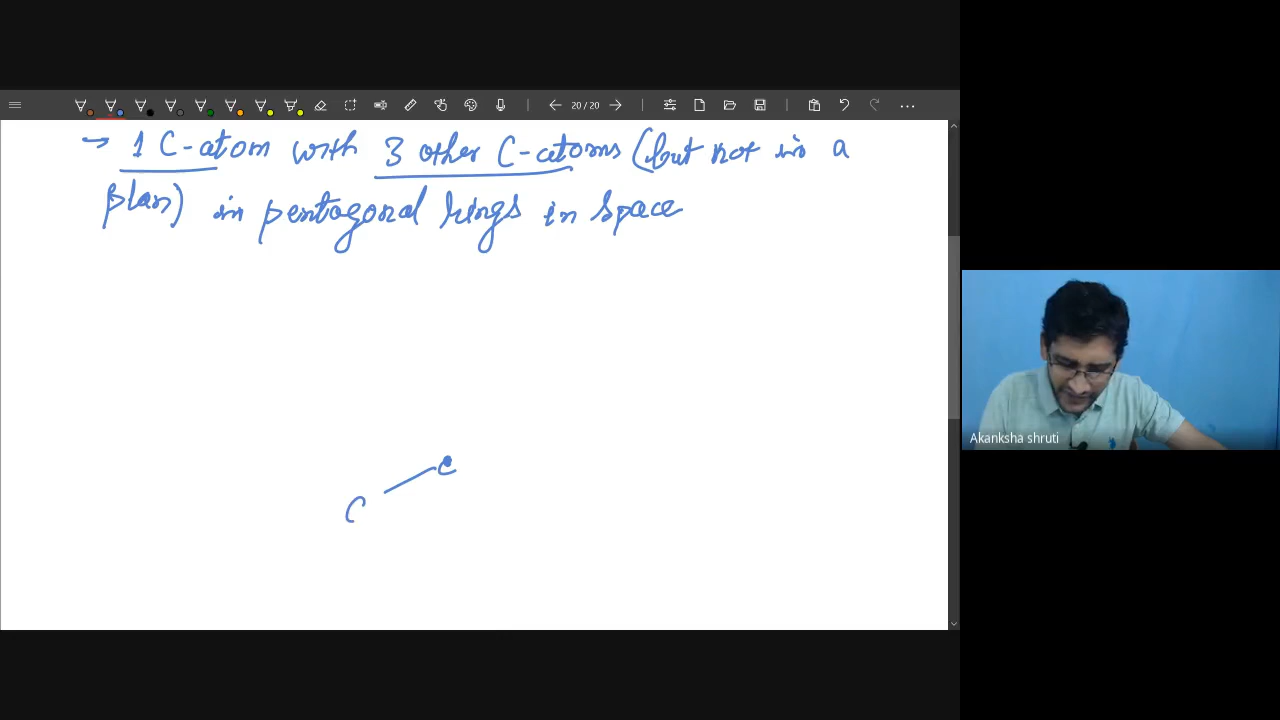 20/20
→ 1 C-atom with 3 other C-atoms (but not in a
plan) in pentagonal rings in space
C
C
Akanksha shruti